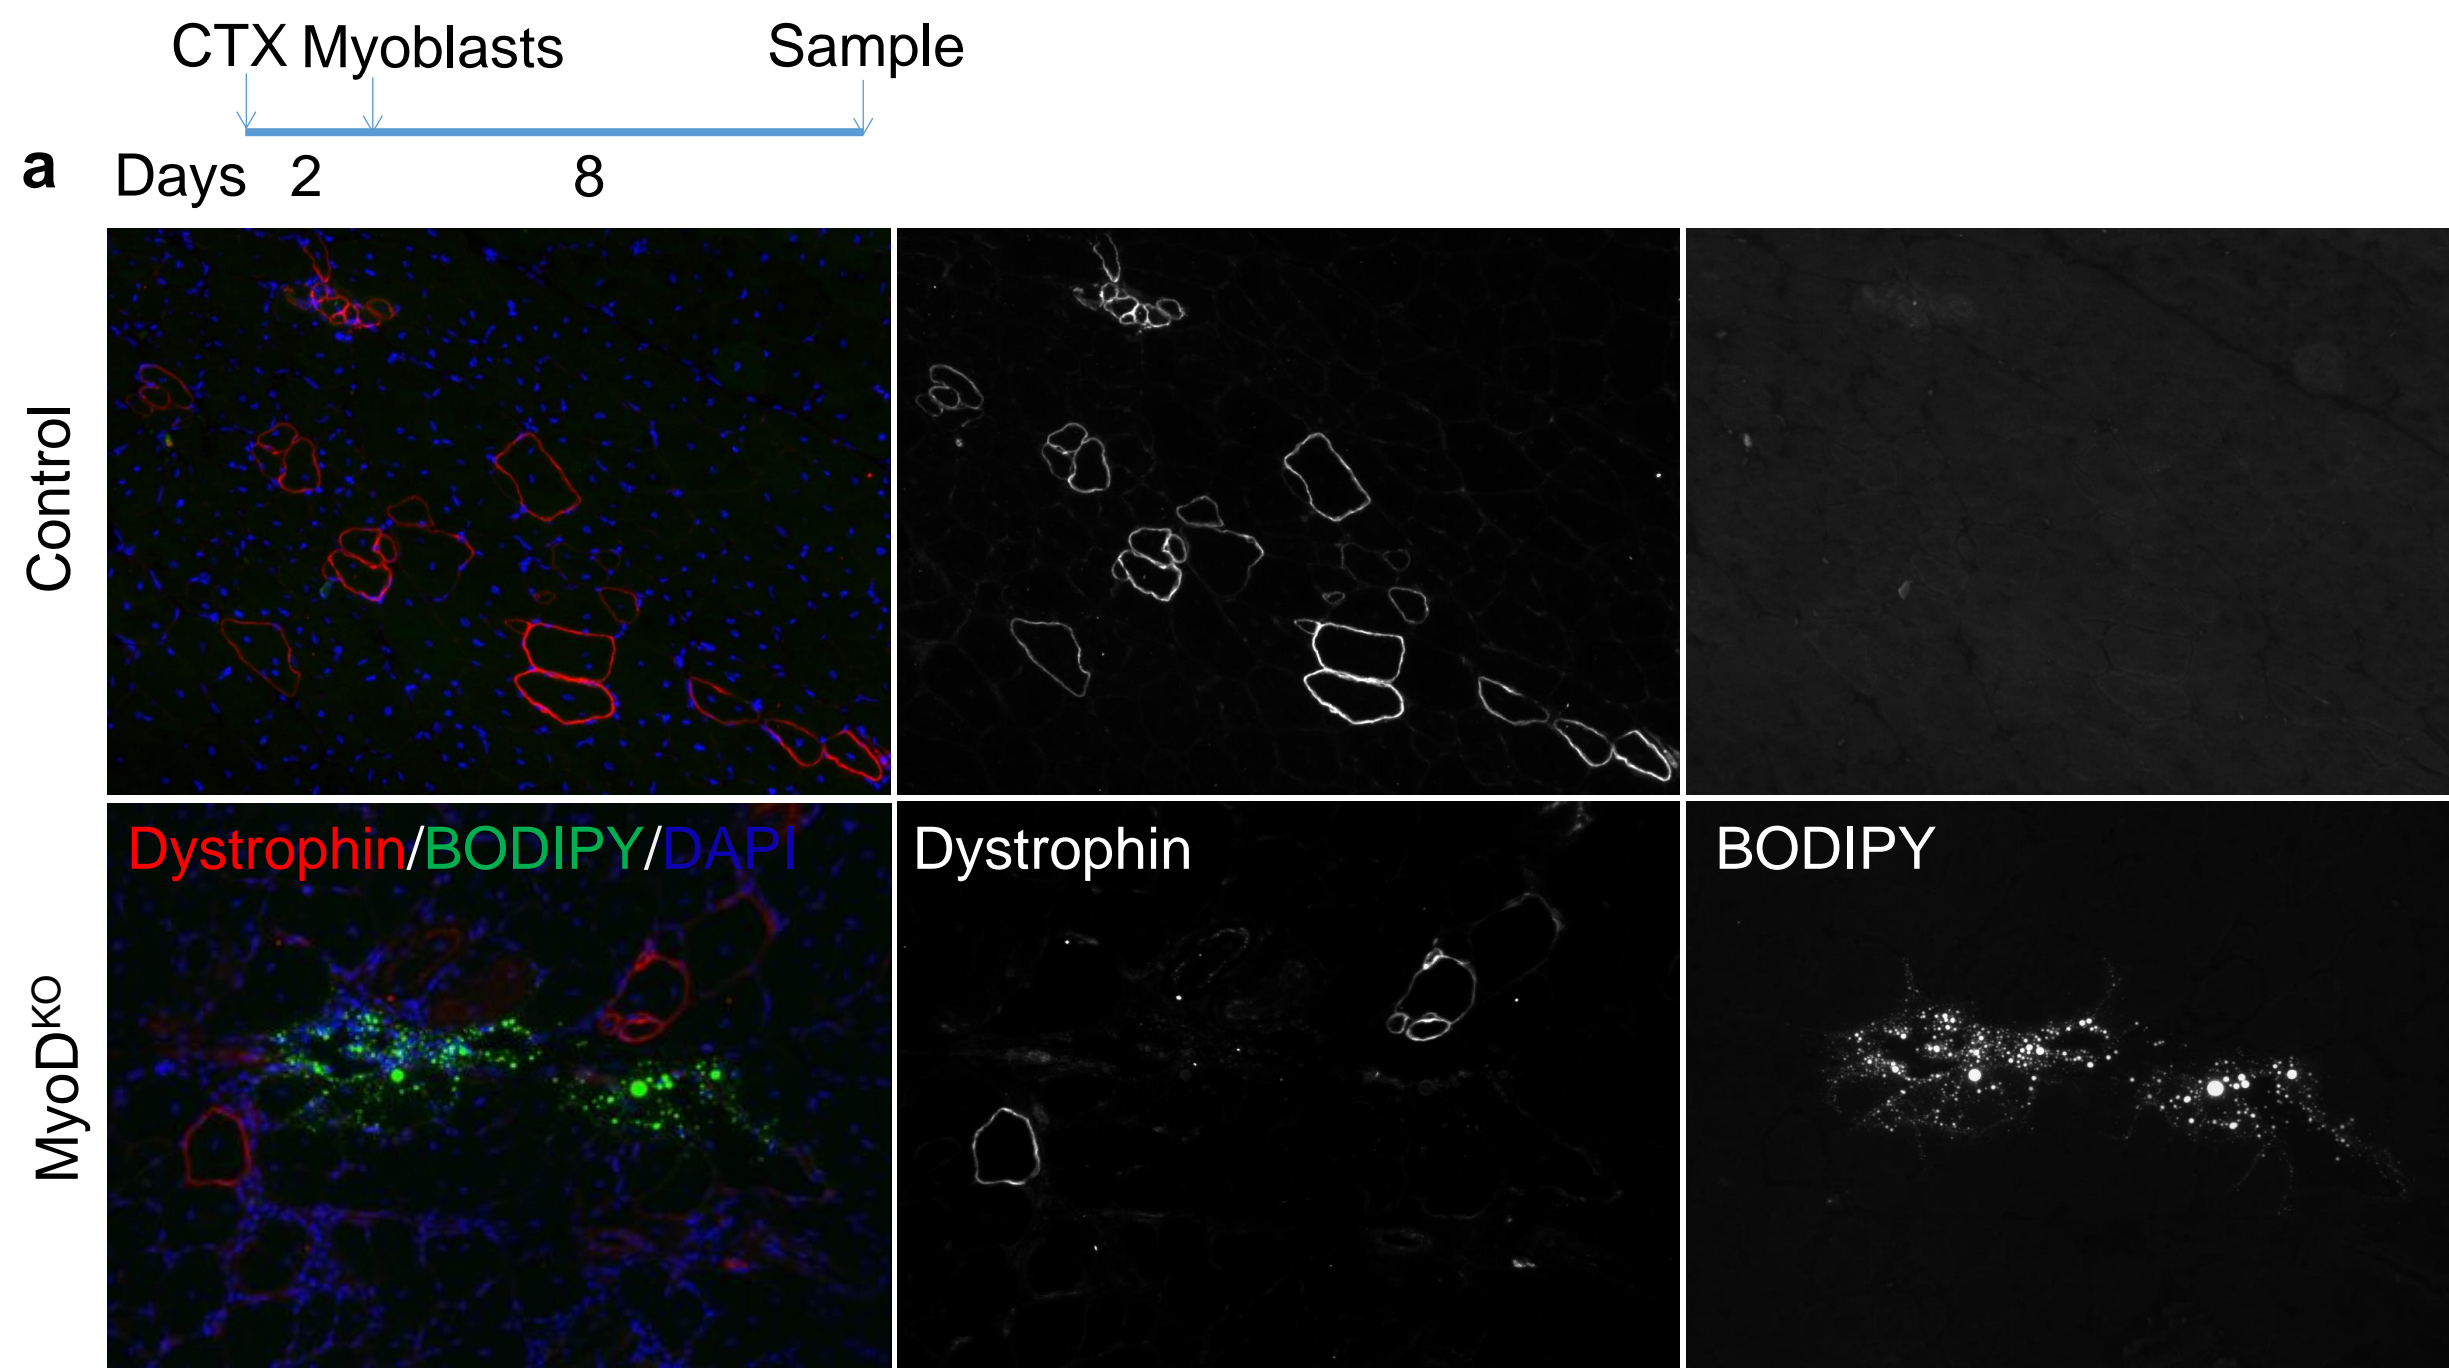 CTX Myoblasts Sample
a Days 2 8
Control
Dystrophin/BODIPY/DAPI Dystrophin BODIPY
MyoDKO